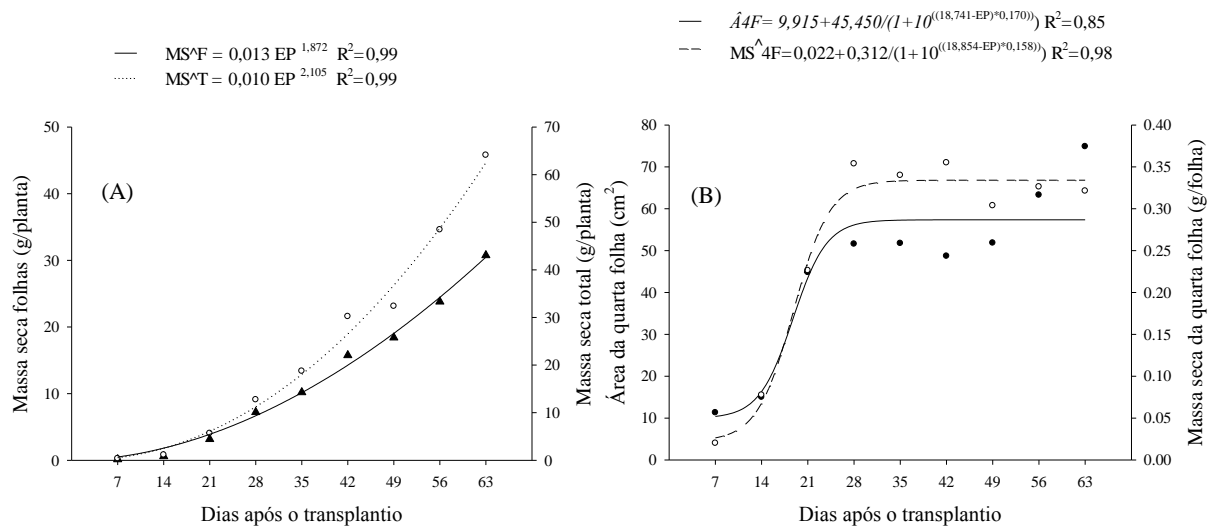 MS^F = 0,013 EP 1,872 R2=0,99
MS^T = 0,010 EP 2,105 R2=0,99
Â4F= 9,915+45,450/(1+10((18,741-EP)*0,170)) R2=0,85
MS^4F=0,022+0,312/(1+10((18,854-EP)*0,158)) R2=0,98
(A)
Massa seca folhas (g/planta)
50
40
30
20
10
0
Massa seca total (g/planta)
70
60
50
40
30
20
10
0
7 14 21 28 35 42 49 56 63
Dias após o transplantio
(B)
Área da quarta folha (cm2)
80
70
60
50
40
30
20
10
0
Massa seca da quarta folha (g/folha)
0.40
0.35
0.30
0.25
0.20
0.15
0.10
0.05
0.00
7 14 21 28 35 42 49 56 63
Dias após o transplantio